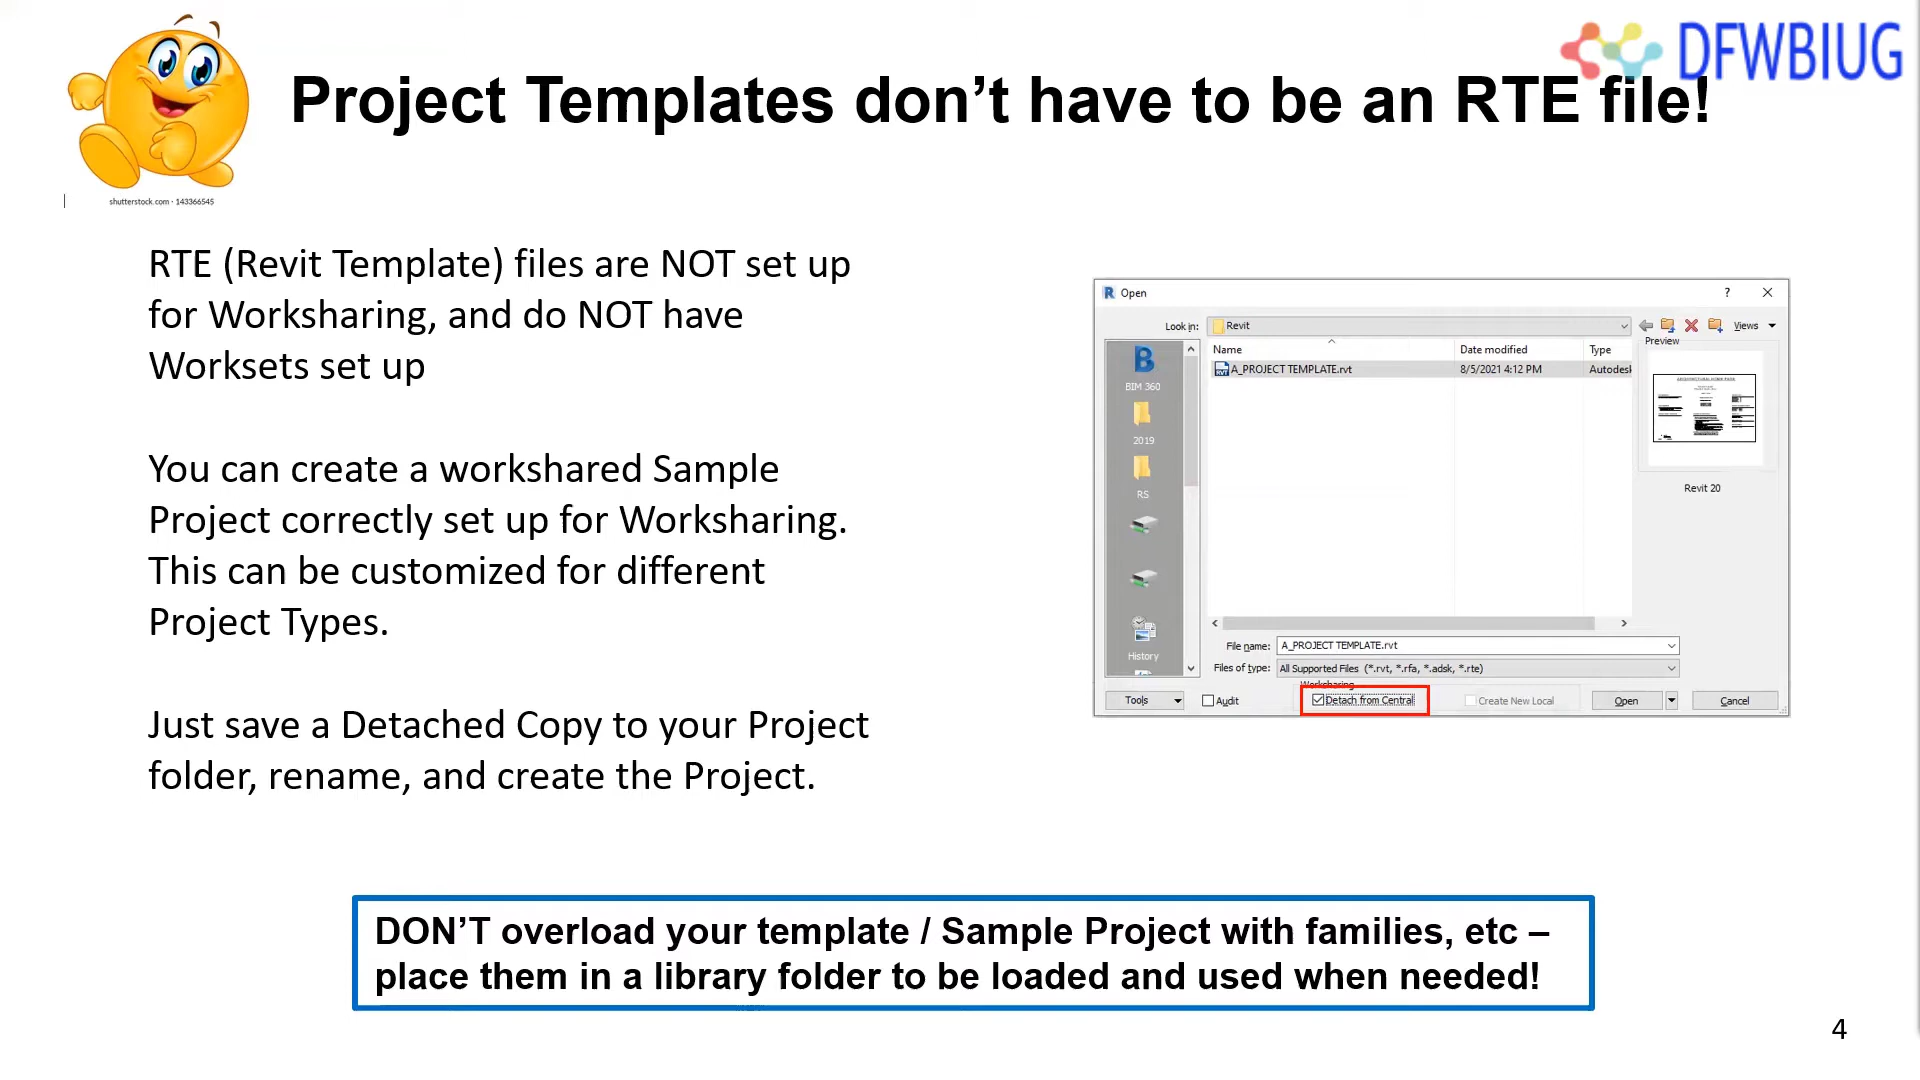 DFWBIUG
Project Templates don’t have to be an RTE file!
shutterstock.com · 143366545
RTE (Revit Template) files are NOT set up
for Worksharing, and do NOT have
Worksets set up
You can create a workshared Sample
Project correctly set up for Worksharing.
This can be customized for different
Project Types.
Just save a Detached Copy to your Project
folder, rename, and create the Project.
R Open ?
Look in: Revit Views
Name Date modified Type Preview
A_PROJECT TEMPLATE.rvt 8/5/2021 4:12 PM Autodesk
BIM 360
2019
RS
Revit 20
History
File name: A_PROJECT TEMPLATE.rvt
Files of type: All Supported Files (*.rvt, *.rfa, *.adsk, *.rte)
Worksharing
Tools Audit Detach from Central Create New Local Open Cancel
DON’T overload your template / Sample Project with families, etc –
place them in a library folder to be loaded and used when needed!
4